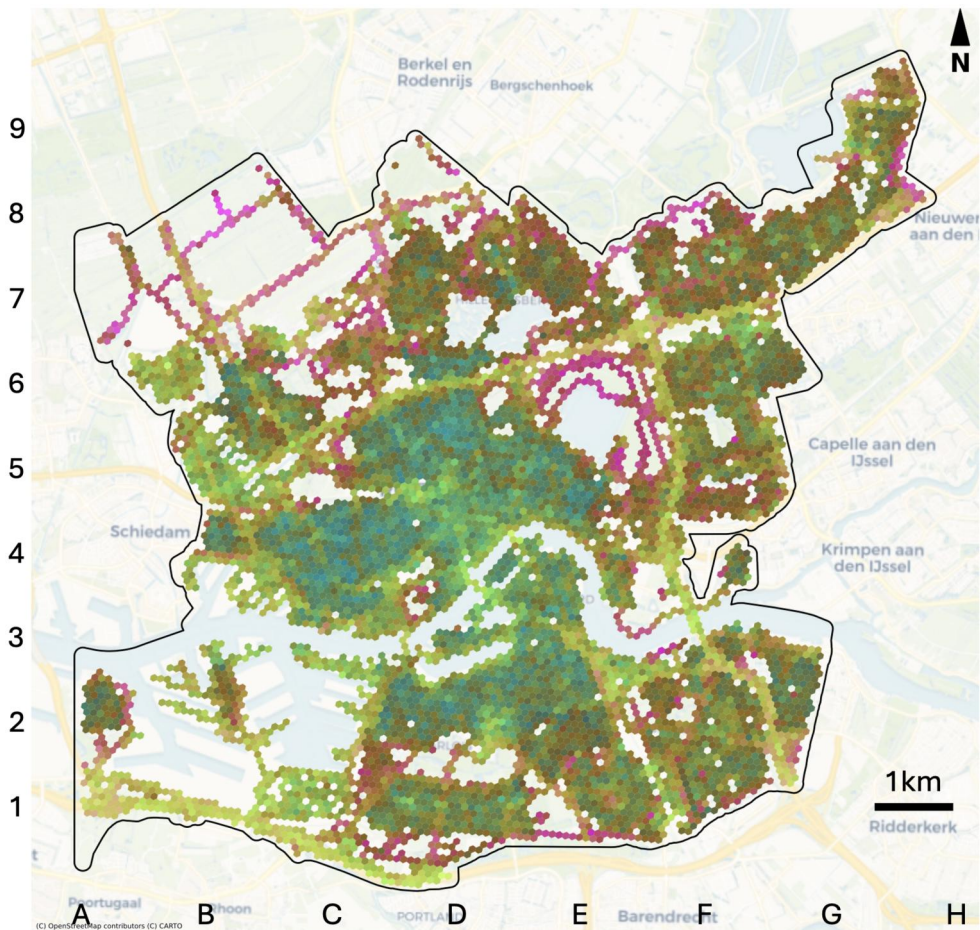 N
Berkel en
Rodenrijs
Bergschenhoek
9
8
Nieuwer
aan den
7
6
Capelle aan den
IJssel
5
Schiedam
4
Krimpen aan
den IJssel
3
2
1km
1
Ridderkerk
Poortugaal
Rhoon
PORTLAND
Barendrecht
A B C D E F G H
(C) OpenStreetMap contributors (C) CARTO